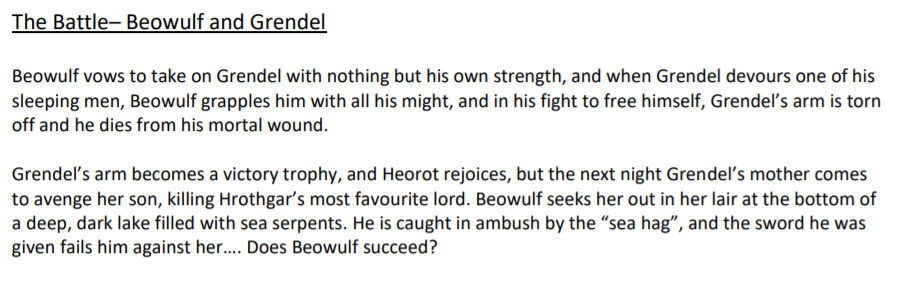 The Battle– Beowulf and Grendel
Beowulf vows to take on Grendel with nothing but his own strength, and when Grendel devours one of his
sleeping men, Beowulf grapples him with all his might, and in his fight to free himself, Grendel’s arm is torn
off and he dies from his mortal wound.
Grendel’s arm becomes a victory trophy, and Heorot rejoices, but the next night Grendel’s mother comes
to avenge her son, killing Hrothgar’s most favourite lord. Beowulf seeks her out in her lair at the bottom of
a deep, dark lake filled with sea serpents. He is caught in ambush by the “sea hag”, and the sword he was
given fails him against her…. Does Beowulf succeed?